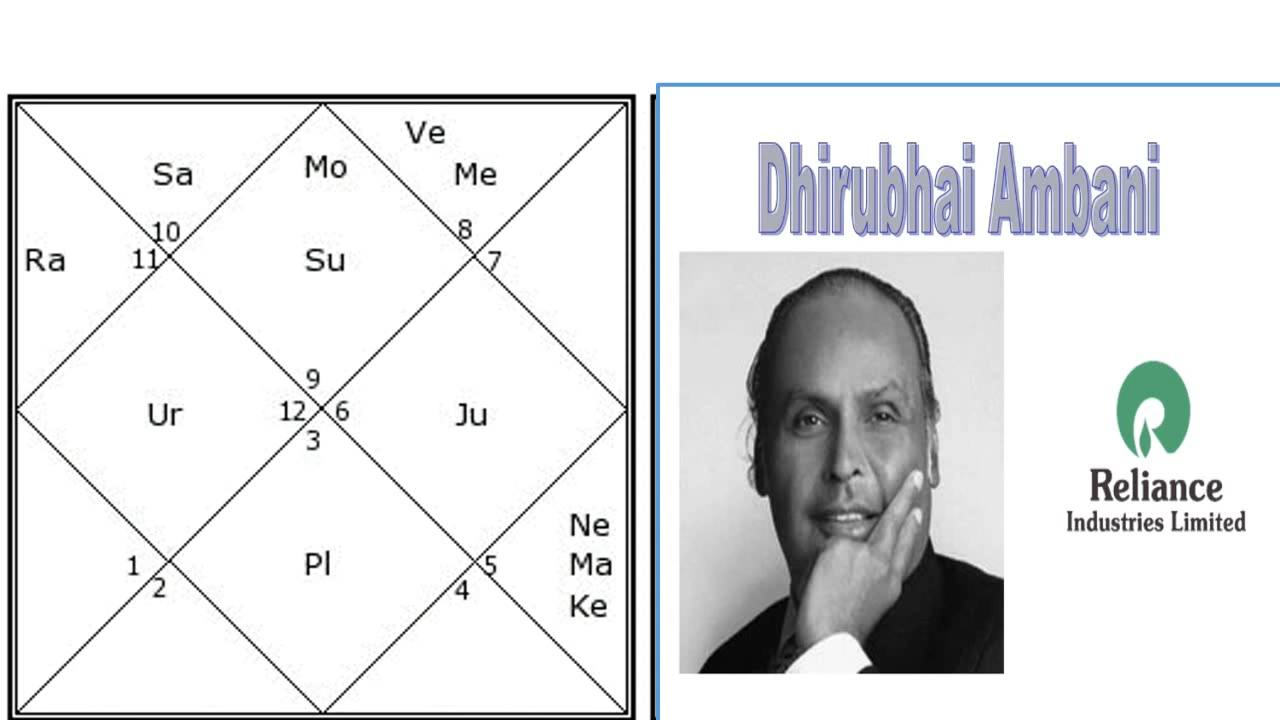 Ve
Sa Mo Me
10 8
Ra 11 Su 7
9
Ur 12 6 Ju
3
Ne
1 Pl 5 Ma
2 4 Ke
Dhirubhai Ambani
Reliance
Industries Limited